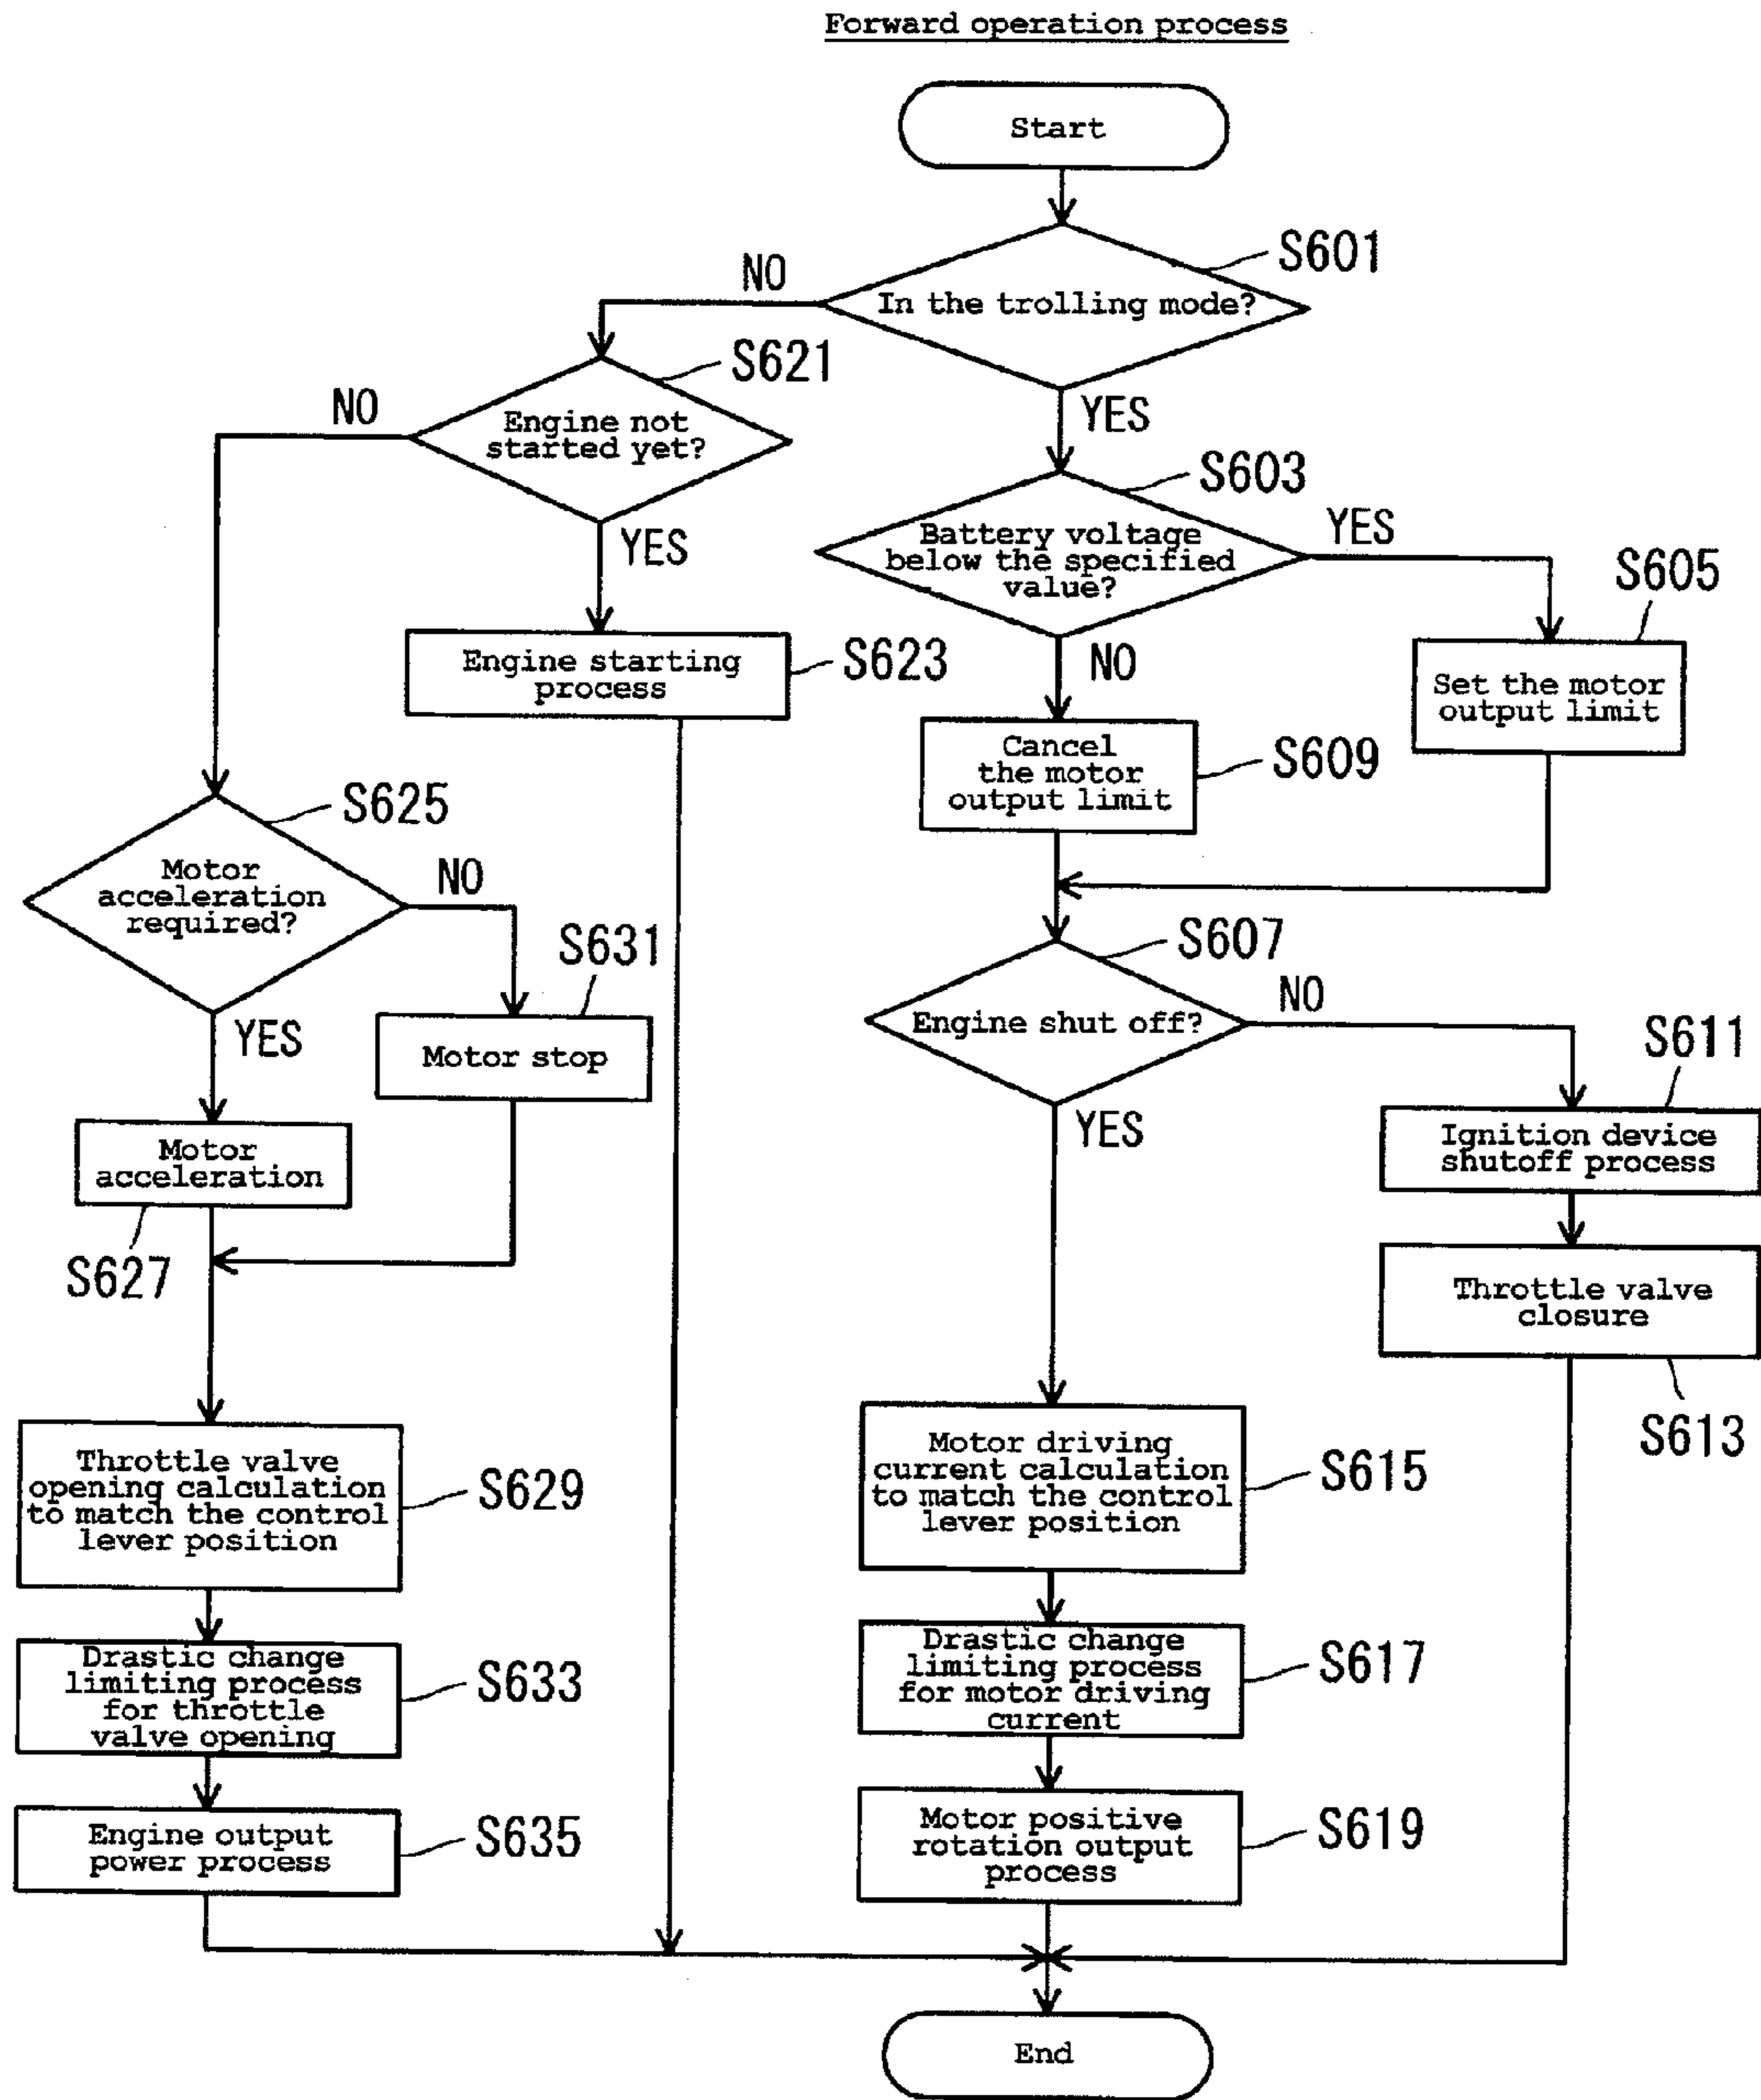 Forward operation process
Start
S601
NO
In the trolling mode?
S621
NO
YES
Engine not
started yet?
S603
YES
Battery voltage
below the specified
value?
YES
S605
Engine starting
process
S623
NO
Set the motor
output limit
Cancel
the motor
output limit
S609
S625
Motor
acceleration
required?
NO
S631
S607
NO
Engine shut off?
YES
Motor stop
S611
YES
Ignition device
shutoff process
Motor
acceleration
S627
Throttle valve
closure
S613
Throttle valve
opening calculation
to match the control
lever position
S629
Motor driving
current calculation
to match the control
lever position
S615
Drastic change
limiting process
for throttle
valve opening
S633
Drastic change
limiting process
for motor driving
current
S617
Engine output
power process
S635
Motor positive
rotation output
process
S619
End